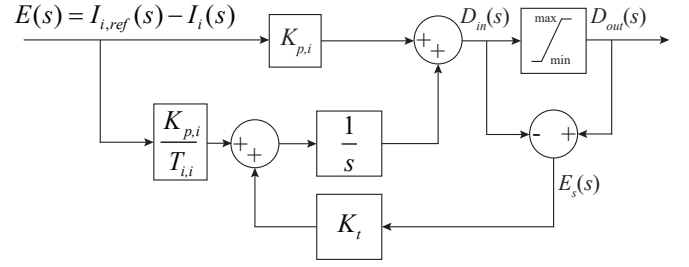 E(s) = I_{i,ref}(s) − I_i(s)
K_{p,i}
+
+
D_{in}(s)
max
min
D_{out}(s)
K_{p,i}
T_{i,i}
+
+
1
s
-
+
E_s(s)
K_t